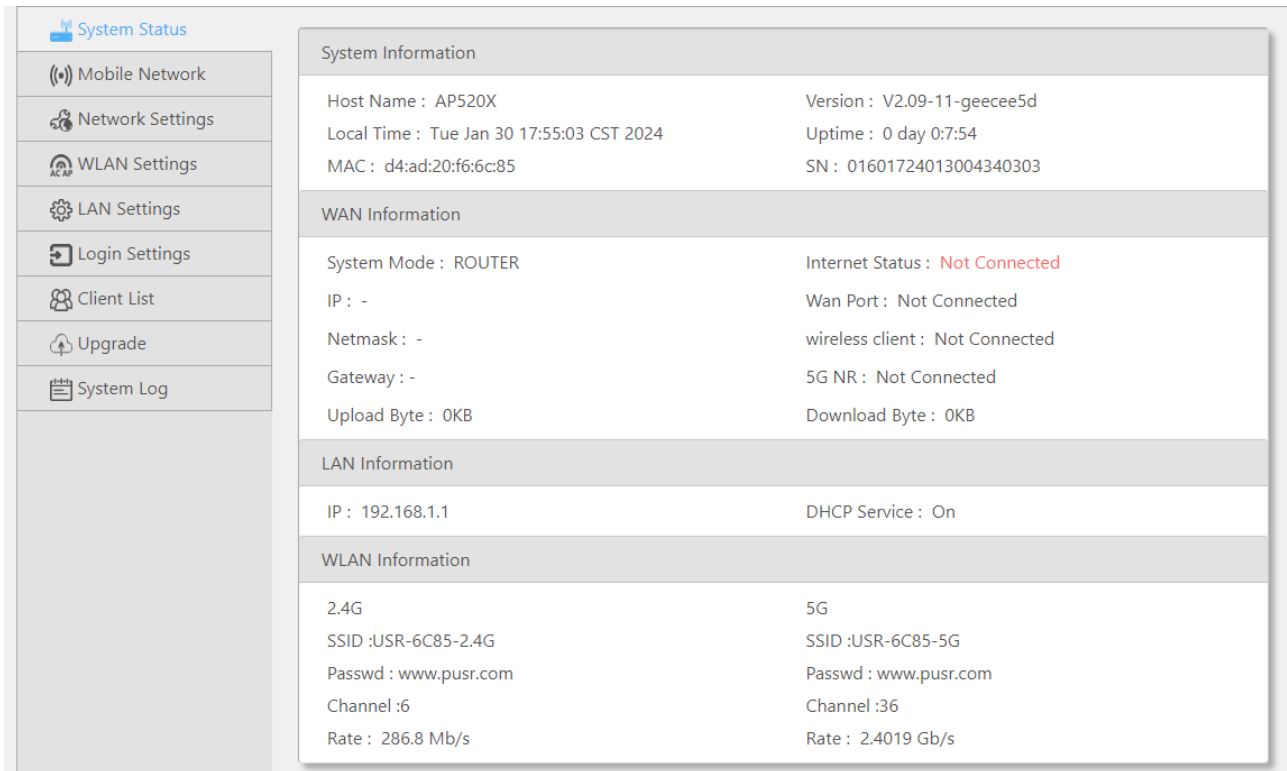 System Status
Mobile Network
Network Settings
AC AP WLAN Settings
LAN Settings
Login Settings
Client List
Upgrade
System Log
System Information
Host Name : AP520X
Version : V2.09-11-geecee5d
Local Time : Tue Jan 30 17:55:03 CST 2024
Uptime : 0 day 0:7:54
MAC : d4:ad:20:f6:6c:85
SN : 01601724013004340303
WAN Information
System Mode : ROUTER
Internet Status : Not Connected
IP : -
Wan Port : Not Connected
Netmask : -
wireless client : Not Connected
Gateway : -
5G NR : Not Connected
Upload Byte : 0KB
Download Byte : 0KB
LAN Information
IP : 192.168.1.1
DHCP Service : On
WLAN Information
2.4G
5G
SSID :USR-6C85-2.4G
SSID :USR-6C85-5G
Passwd : www.pusr.com
Passwd : www.pusr.com
Channel :6
Channel :36
Rate : 286.8 Mb/s
Rate : 2.4019 Gb/s